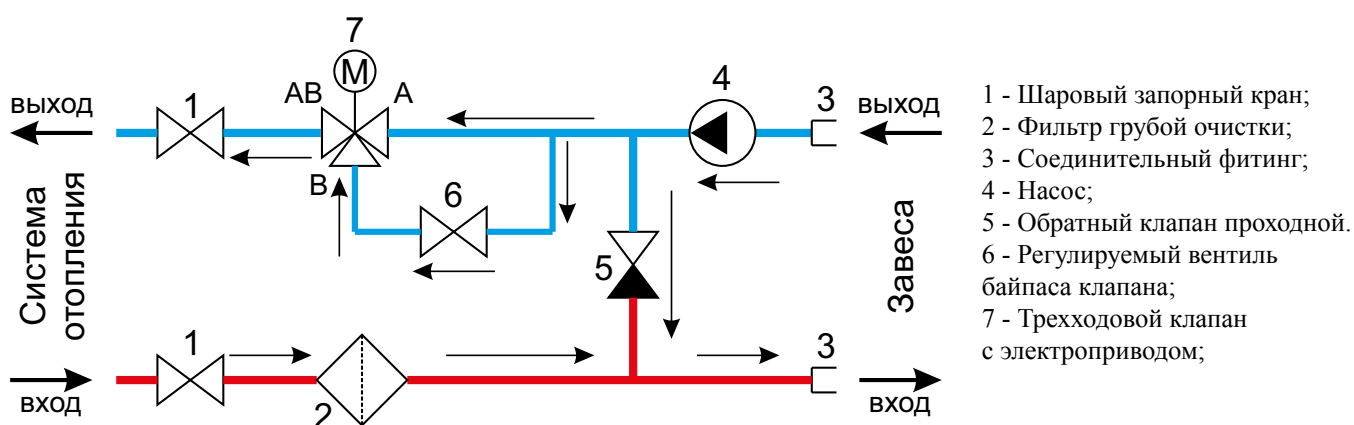 7
M
AB
A
4
3
1
выход
выход
1 - Шаровый запорный кран;
2 - Фильтр грубой очистки;
3 - Соединительный фитинг;
4 - Насос;
5 - Обратный клапан проходной.
6 - Регулируемый вентиль
байпаса клапана;
7 - Трехходовой клапан
с электроприводом;
B
6
5
Система
отопления
Завеса
1
2
3
вход
вход